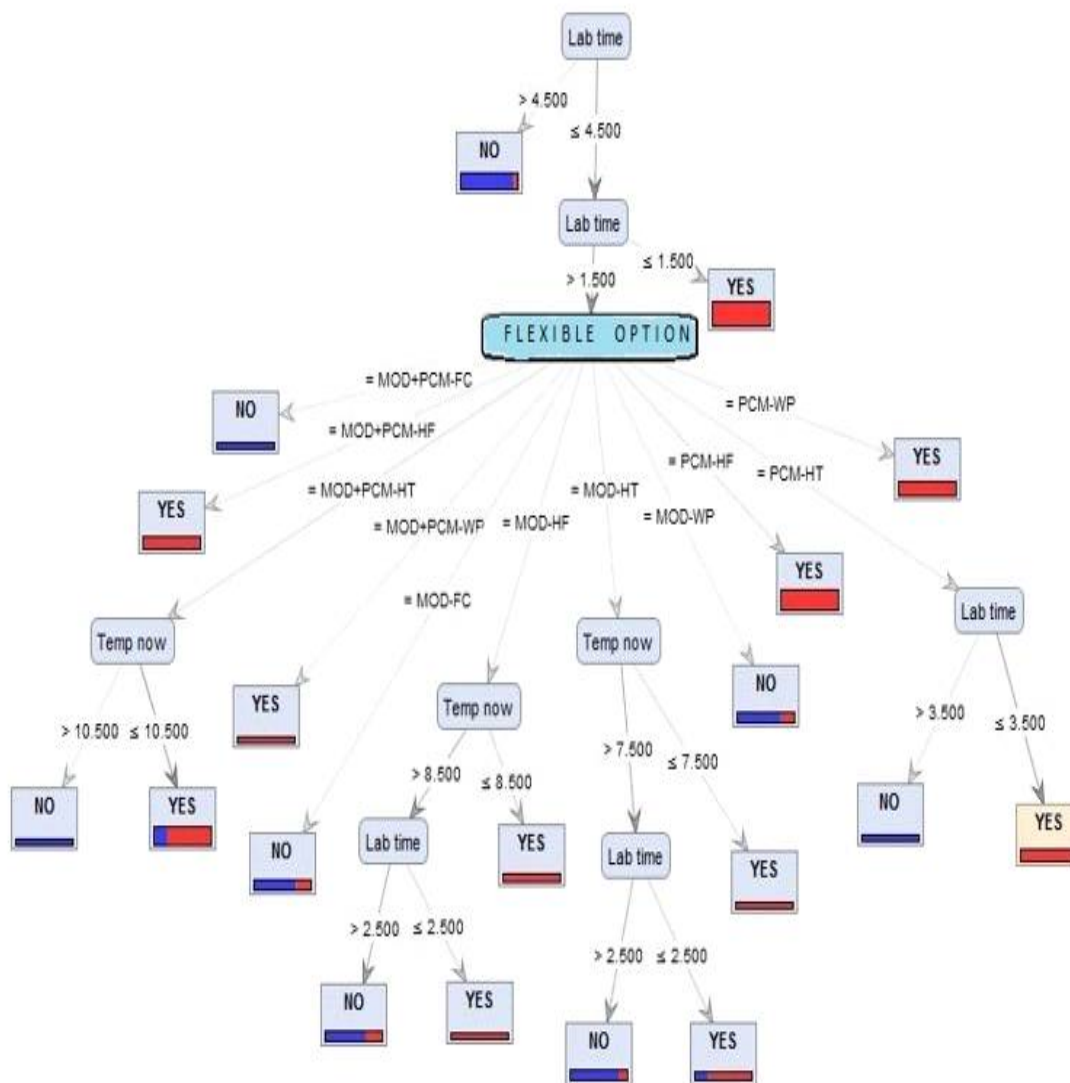 Lab time
> 4.500
≤ 4.500
NO
Lab time
≤ 1.500
> 1.500
YES
FLEXIBLE OPTION
= MOD+PCM-FC
= PCM-WP
NO
= MOD+PCM-HF
= PCM-HF
= PCM-HT
YES
= MOD+PCM-HT
= MOD-HT
YES
= MOD+PCM-WP
= MOD-HF
= MOD-WP
YES
= MOD-FC
Lab time
Temp now
Temp now
YES
NO
Temp now
> 3.500
≤ 3.500
> 10.500
≤ 10.500
> 7.500
≤ 7.500
> 8.500
≤ 8.500
NO
YES
NO
YES
NO
Lab time
YES
Lab time
YES
> 2.500
≤ 2.500
> 2.500
≤ 2.500
NO
YES
NO
YES